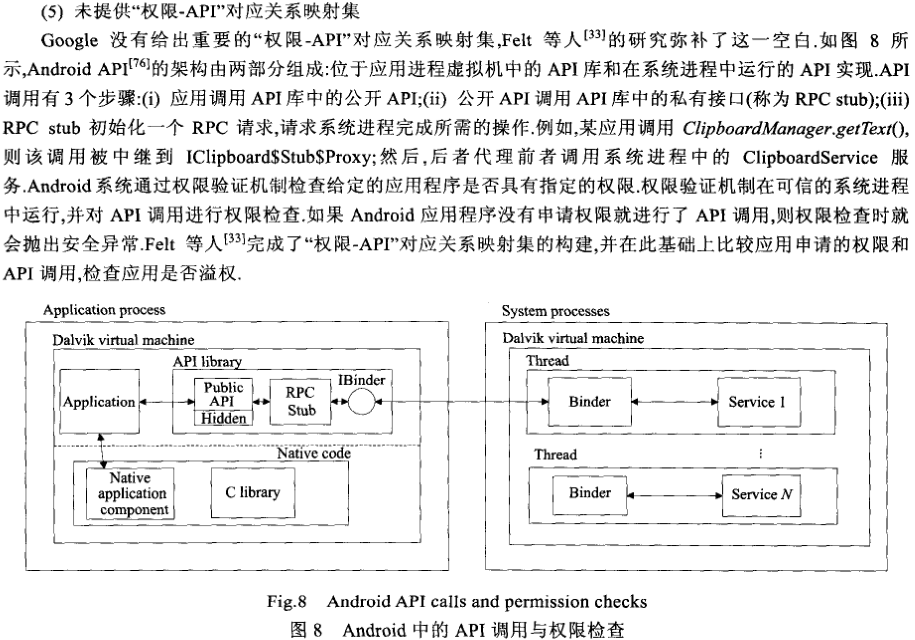 (5) 未提供“权限-API”对应关系映射集
Google 没有给出重要的“权限-API”对应关系映射集,Felt 等人[33]的研究弥补了这一空白.如图 8 所
示,Android API[76]的架构由两部分组成:位于应用进程虚拟机中的 API 库和在系统进程中运行的 API 实现.API
调用有 3 个步骤:(i) 应用调用 API 库中的公开 API;(ii) 公开 API 调用 API 库中的私有接口(称为 RPC stub);(iii)
RPC stub 初始化一个 RPC 请求,请求系统进程完成所需的操作.例如,某应用调用 ClipboardManager.getText(),
则该调用被中继到 IClipboard$Stub$Proxy;然后,后者代理前者调用系统进程中的 ClipboardService 服
务.Android 系统通过权限验证机制检查给定的应用程序是否具有指定的权限.权限验证机制在可信的系统进程
中运行,并对 API 调用进行权限检查.如果 Android 应用程序没有申请权限就进行了 API 调用,则权限检查时就
会抛出安全异常.Felt 等人[33]完成了“权限-API”对应关系映射集的构建,并在此基础上比较应用申请的权限和
API 调用,检查应用是否溢权.
Application process
Dalvik virtual machine
API library
Application
Public
API
Hidden
RPC
Stub
IBinder
Native code
Native
application
component
C library
System processes
Dalvik virtual machine
Thread
Binder
Service 1
Thread
⋮
Binder
Service N
Fig.8 Android API calls and permission checks
图 8 Android 中的 API 调用与权限检查